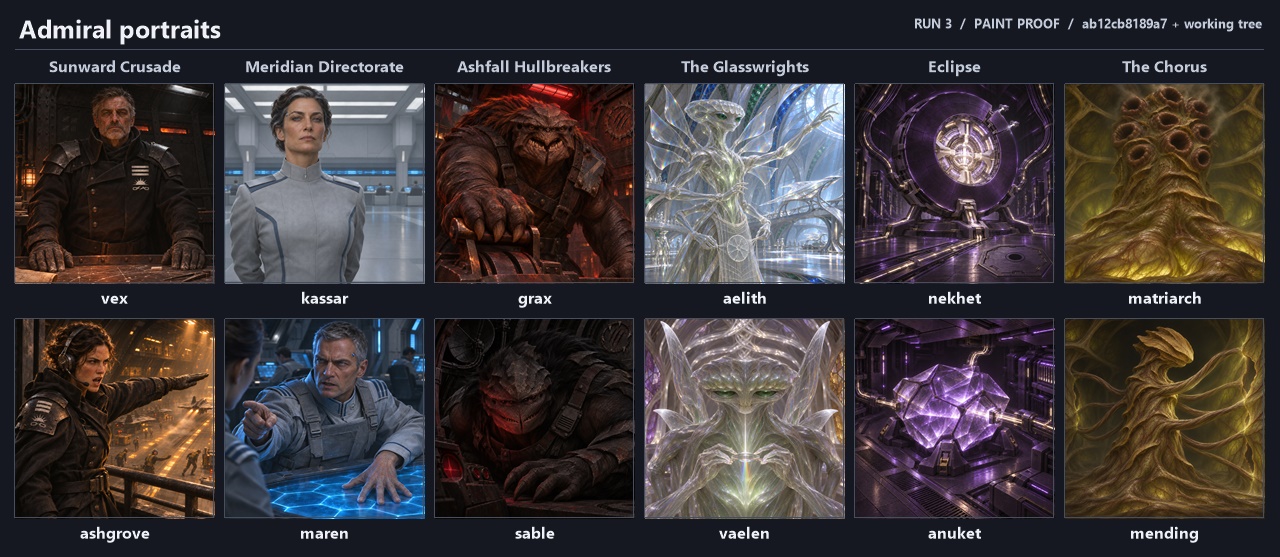 Admiral portraits
RUN 3 / PAINT PROOF / ab12cb8189a7 + working tree
Sunward Crusade
Meridian Directorate
Ashfall Hullbreakers
The Glasswrights
Eclipse
The Chorus
vex
kassar
grax
aelith
nekhet
matriarch
ashgrove
maren
sable
vaelen
anuket
mending